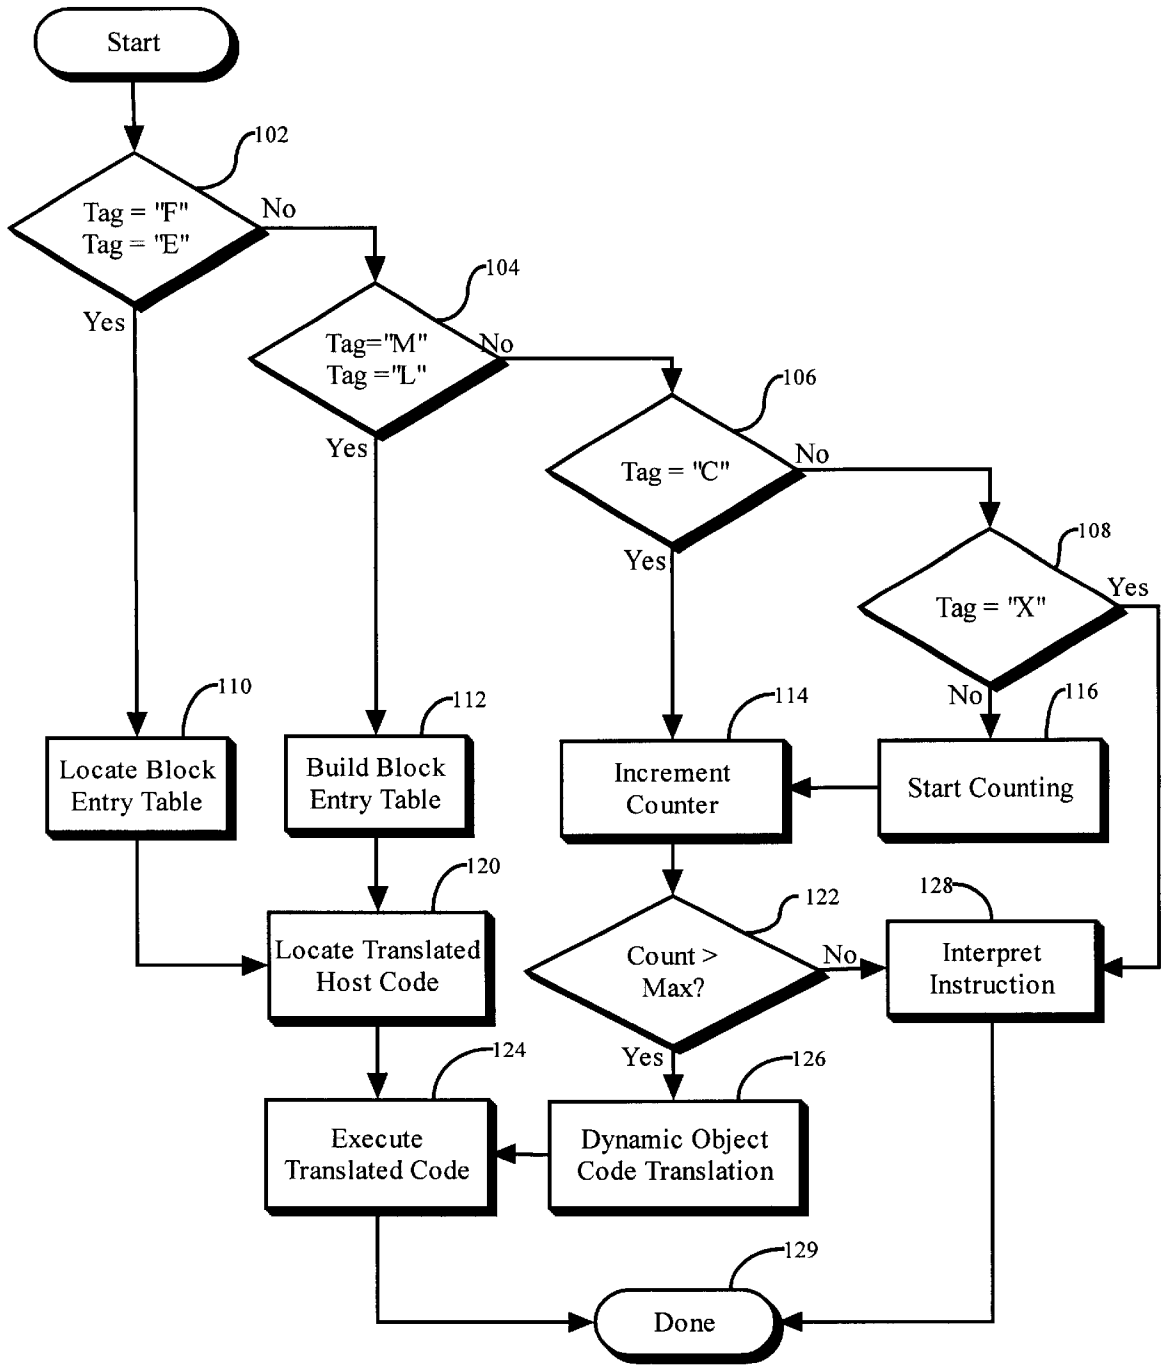 Start
102
Tag = "F"
Tag = "E"
No
Yes
104
Tag="M"
Tag ="L"
No
Yes
106
Tag = "C"
No
Yes
108
Tag = "X"
Yes
No
110
Locate Block
Entry Table
112
Build Block
Entry Table
114
Increment
Counter
116
Start Counting
120
Locate Translated
Host Code
122
Count >
Max?
No
Yes
128
Interpret
Instruction
124
Execute
Translated Code
126
Dynamic Object
Code Translation
129
Done